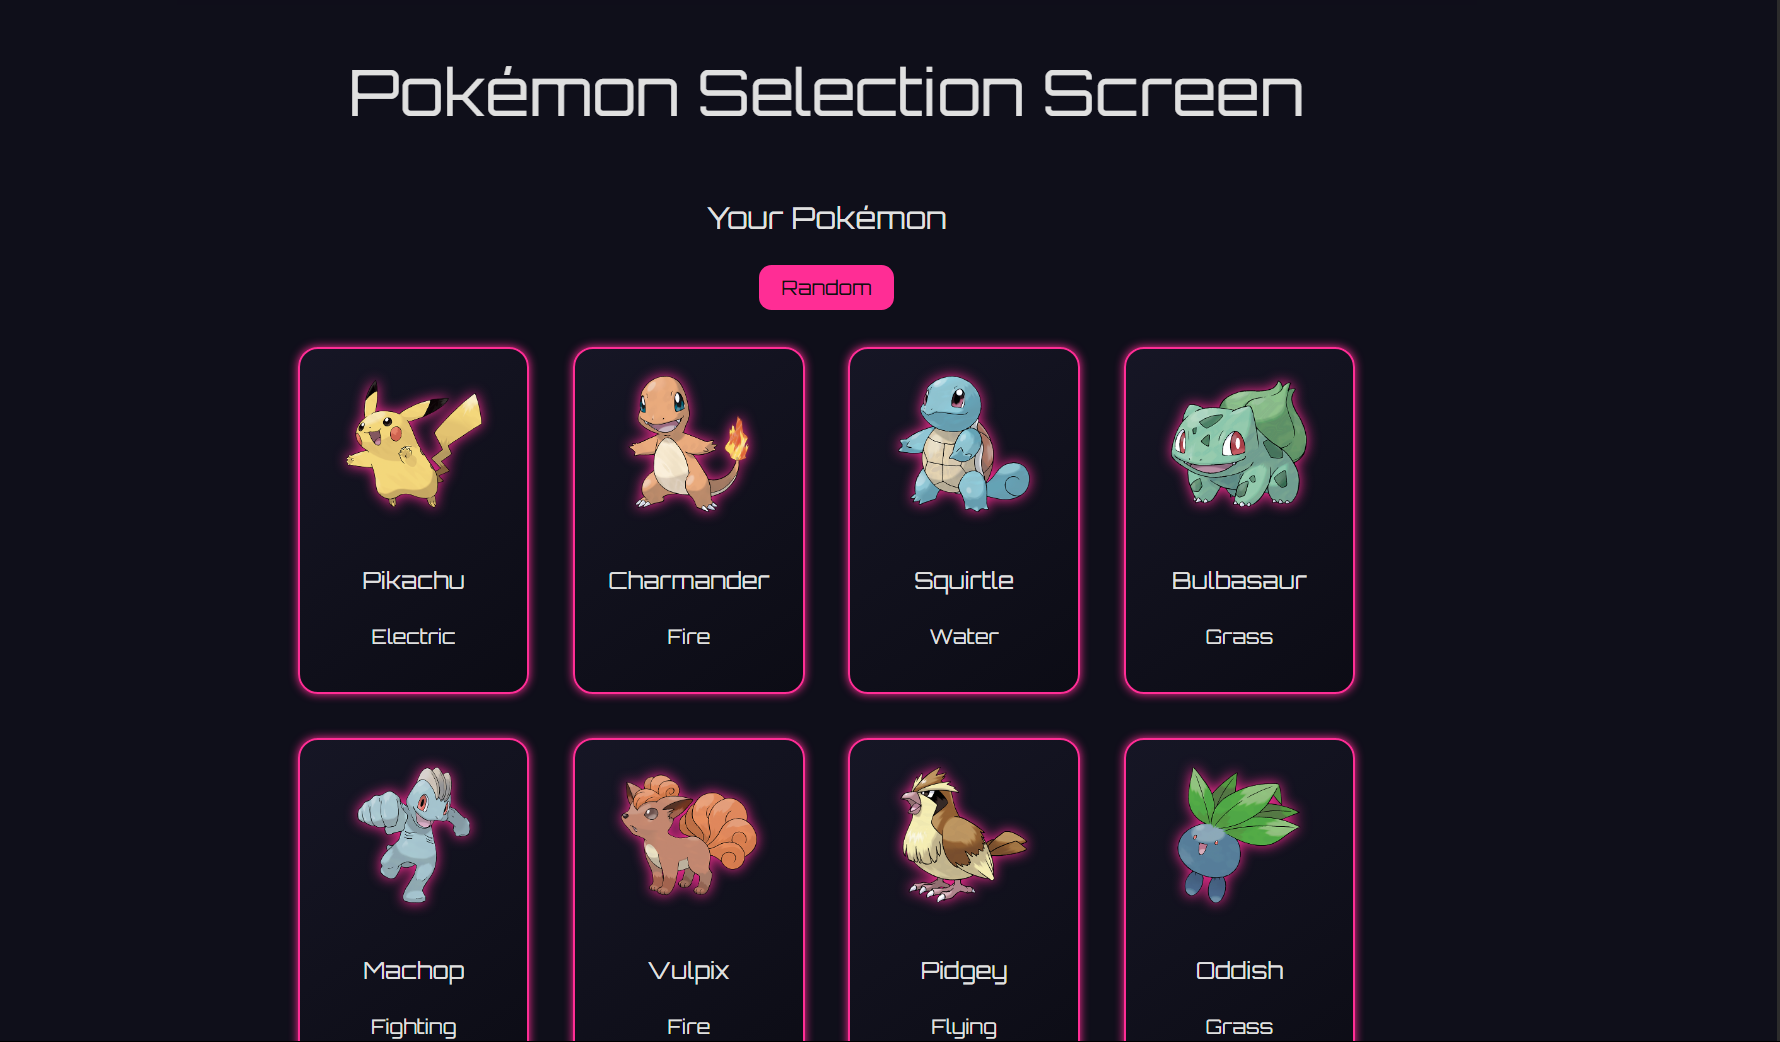 Pokémon Selection Screen
Your Pokémon
Random
Pikachu
Electric
Charmander
Fire
Squirtle
Water
Bulbasaur
Grass
Machop
Fighting
Vulpix
Fire
Pidgey
Flying
Oddish
Grass